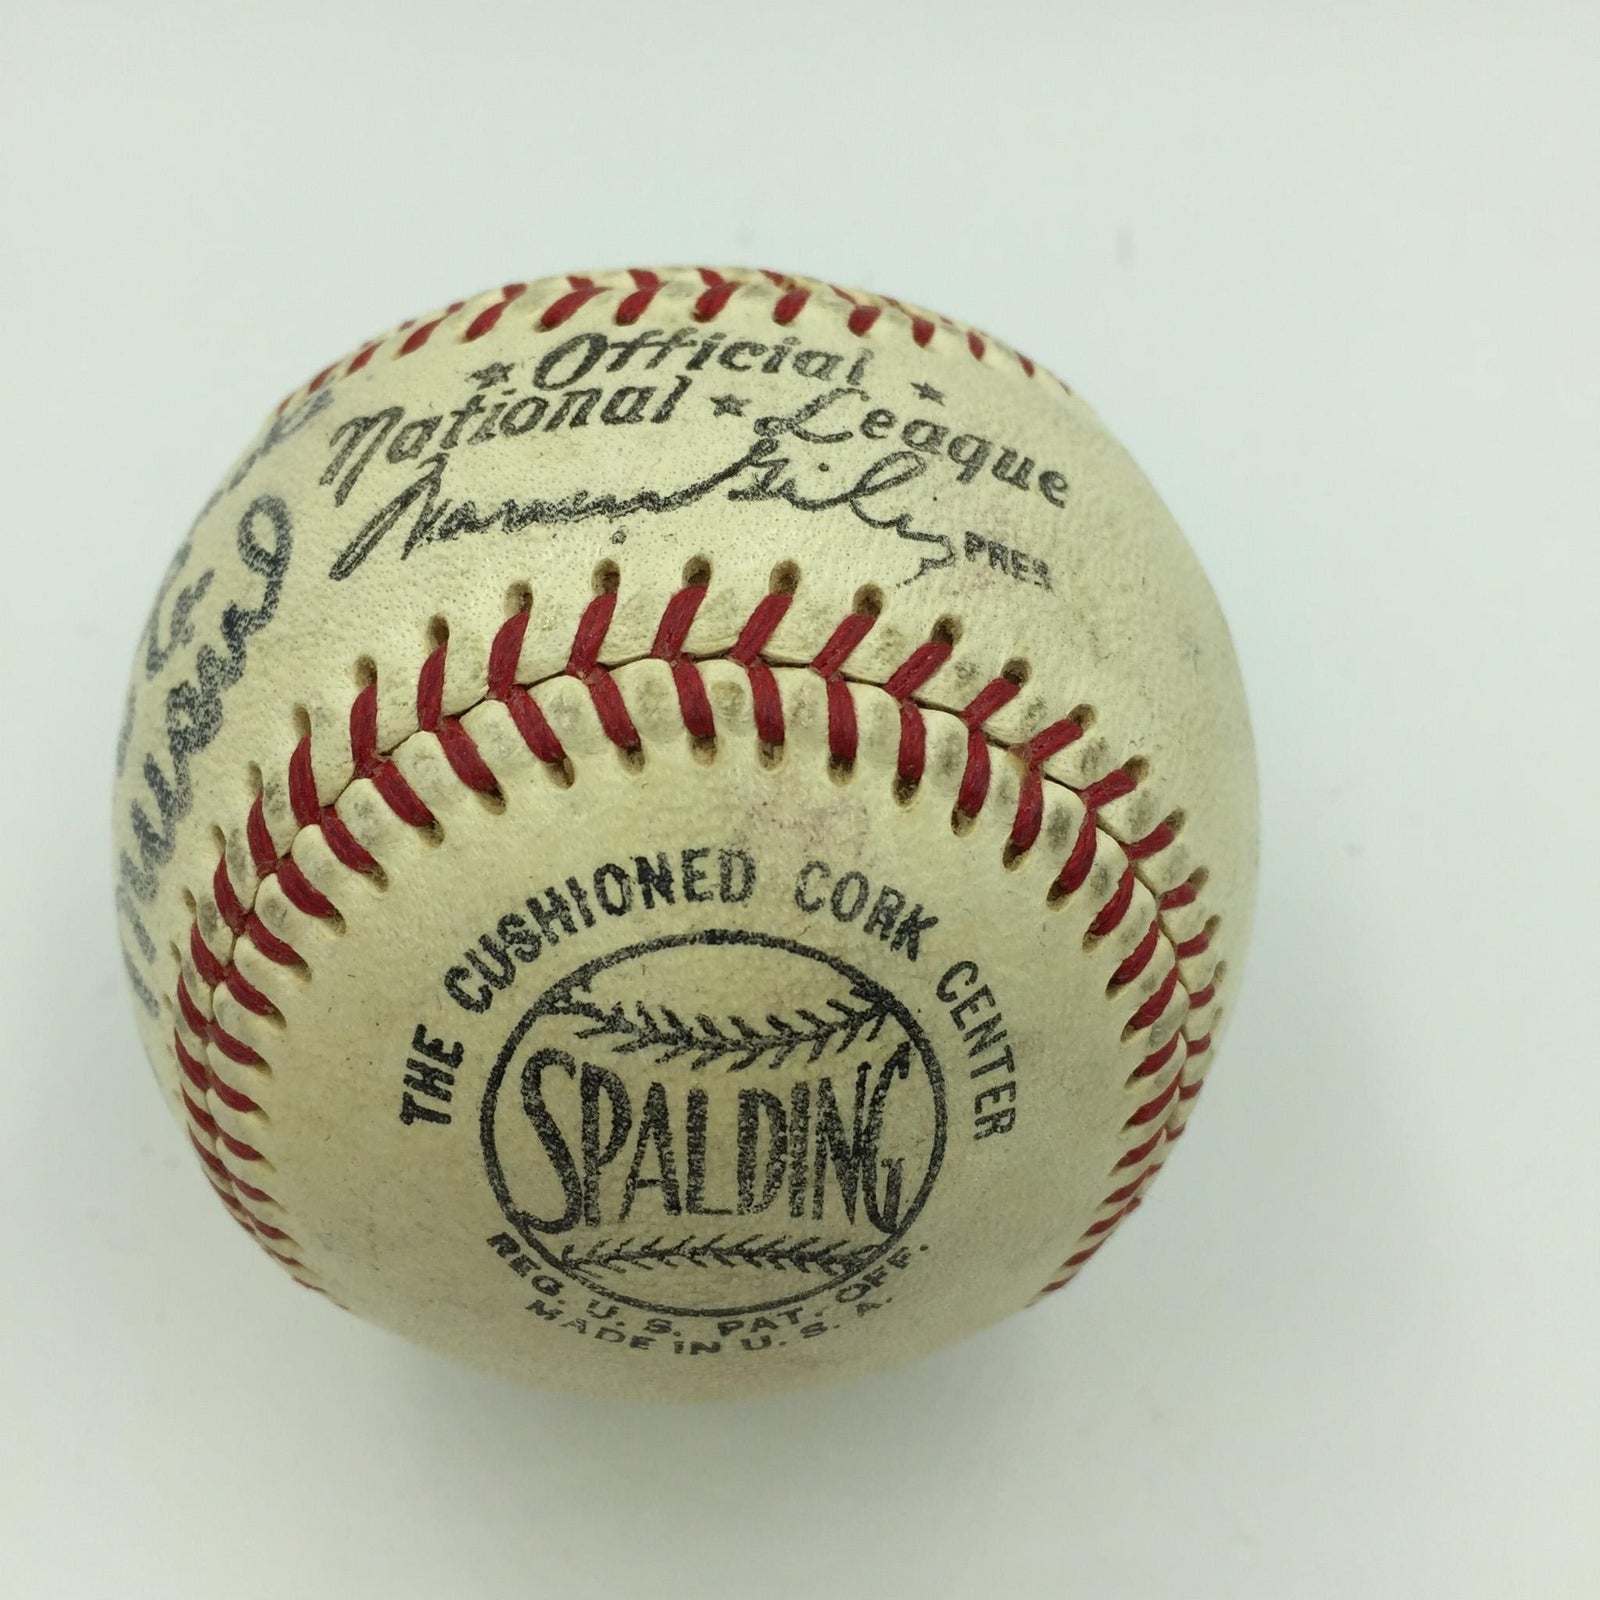 ★ Official ★
National ★ League
Warren Giles PRES
THE CUSHIONED CORK CENTER
SPALDING
REG. U. S. PAT. OFF.
MADE IN U. S. A.